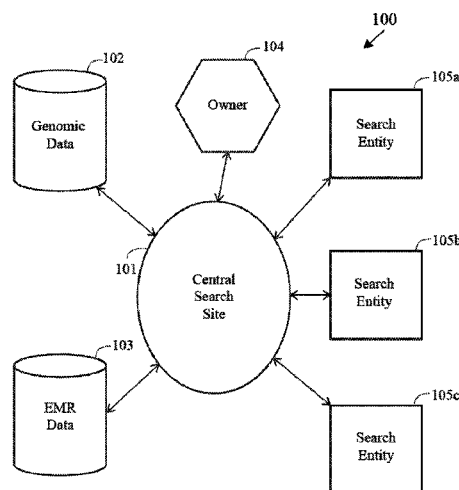 100
102
104
105a
Genomic
Data
Owner
Search
Entity
101
Central
Search
Site
105b
Search
Entity
103
EMR
Data
105c
Search
Entity